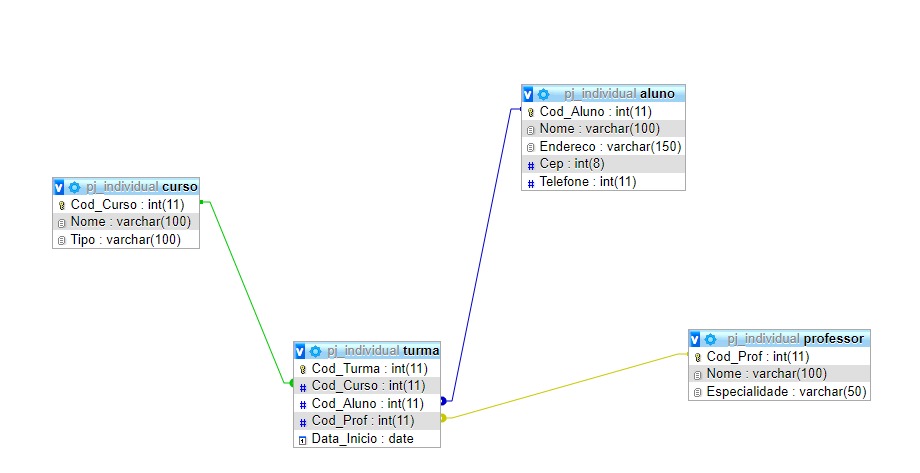 pj_individual aluno
Cod_Aluno : int(11)
Nome : varchar(100)
Endereco : varchar(150)
Cep : int(8)
Telefone : int(11)
pj_individual curso
Cod_Curso : int(11)
Nome : varchar(100)
Tipo : varchar(100)
pj_individual turma
Cod_Turma : int(11)
Cod_Curso : int(11)
Cod_Aluno : int(11)
Cod_Prof : int(11)
Data_Inicio : date
pj_individual professor
Cod_Prof : int(11)
Nome : varchar(100)
Especialidade : varchar(50)